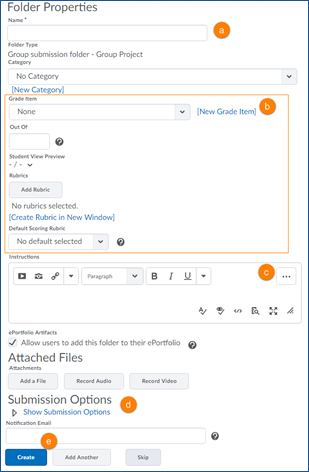 Folder Properties
Name *
a
Folder Type
Group submission folder - Group Project
Category
No Category
[New Category]
Grade Item
b
None [New Grade Item]
Out Of
?
Student View Preview
- / -
Rubrics
Add Rubric
No rubrics selected.
[Create Rubric in New Window]
Default Scoring Rubric
No default selected ?
Instructions
c
Paragraph B I U ...
ePortfolio Artifacts
Allow users to add this folder to their ePortfolio ?
Attached Files
Attachments
Add a File Record Audio Record Video
Submission Options
d
Show Submission Options
Notification Email
?
e
Create Add Another Skip